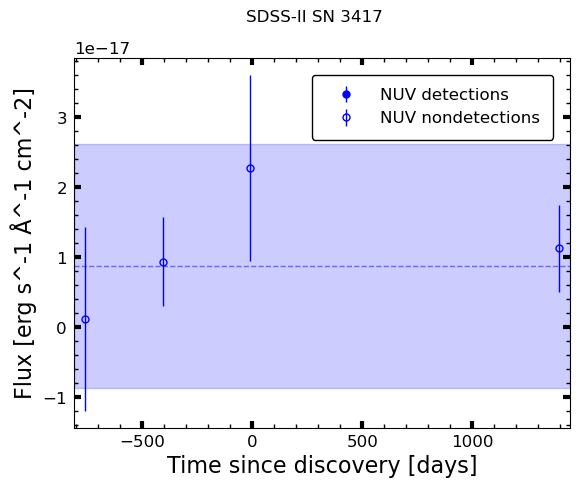 SDSS-II SN 3417
1e−17
NUV detections
NUV nondetections
3
2
1
0
−1
Flux [erg s^-1 Å^-1 cm^-2]
−500 0 500 1000
Time since discovery [days]